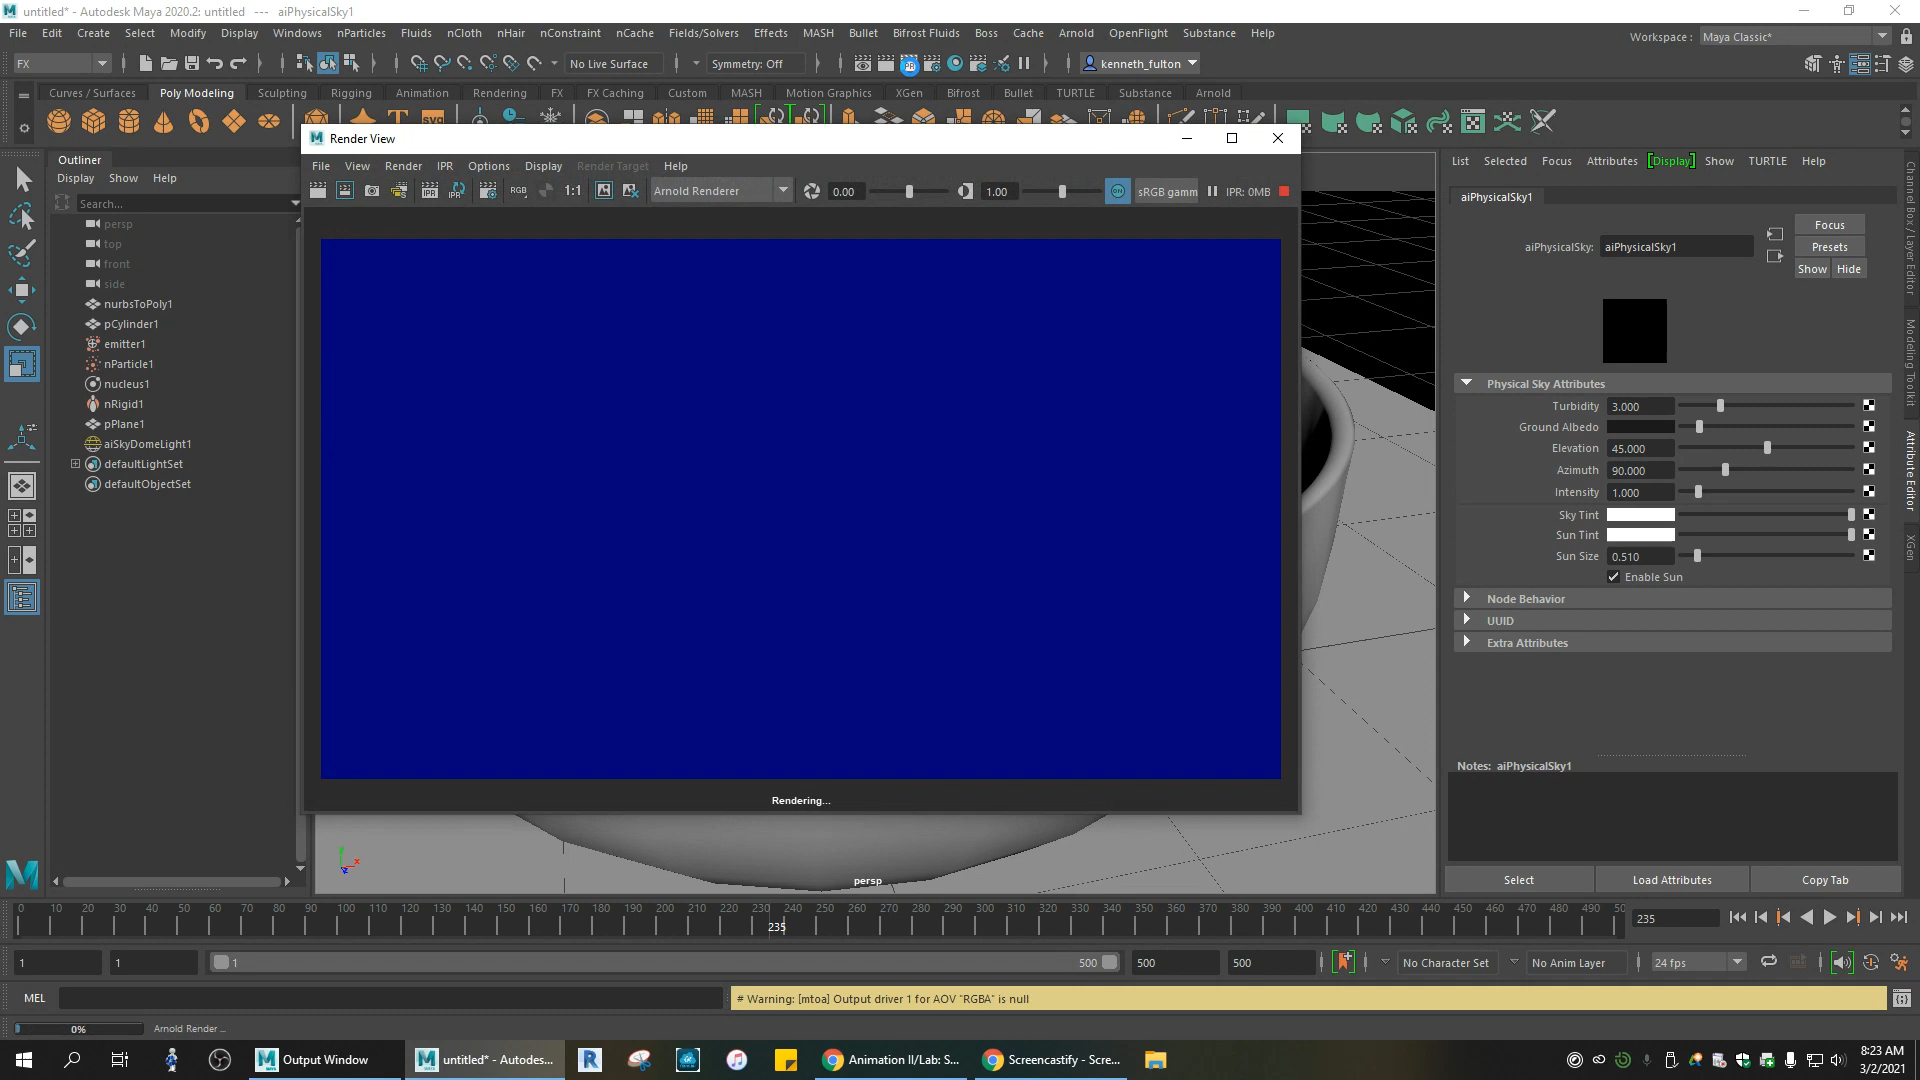 untitled* - Autodesk Maya 2020.2: untitled --- aiPhysicalSky1
File Edit Create Select Modify Display Windows nParticles Fluids nCloth nHair nConstraint nCache Fields/Solvers Effects MASH Bullet Bifrost Fluids Boss Cache Arnold OpenFlight Substance Help
Workspace : Maya Classic*
FX No Live Surface Symmetry: Off kenneth_fulton
Curves / Surfaces Poly Modeling Sculpting Rigging Animation Rendering FX FX Caching Custom MASH Motion Graphics XGen Bifrost Bullet TURTLE Substance Arnold
Outliner
Display Show Help
Search...
persp
top
front
side
nurbsToPoly1
pCylinder1
emitter1
nParticle1
nucleus1
nRigid1
pPlane1
aiSkyDomeLight1
defaultLightSet
defaultObjectSet
Render View
File View Render IPR Options Display Render Target Help
IPR IPR RGB 1:1 Arnold Renderer 0.00 1.00 ON sRGB gamm IPR: 0MB
Rendering...
persp
List Selected Focus Attributes Display Show TURTLE Help
aiPhysicalSky1
aiPhysicalSky: aiPhysicalSky1
Focus
Presets
Show Hide
Physical Sky Attributes
Turbidity 3.000
Ground Albedo
Elevation 45.000
Azimuth 90.000
Intensity 1.000
Sky Tint
Sun Tint
Sun Size 0.510
Enable Sun
Node Behavior
UUID
Extra Attributes
Notes: aiPhysicalSky1
Select Load Attributes Copy Tab
Channel Box / Layer Editor
Modeling Toolkit
Attribute Editor
XGen
0 10 20 30 40 50 60 70 80 90 100 110 120 130 140 150 160 170 180 190 200 210 220 230 240 250 260 270 280 290 300 310 320 330 340 350 360 370 380 390 400 410 420 430 440 450 460 470 480 490 50
235
235
1 1 1 500 500 500 No Character Set No Anim Layer 24 fps
MEL # Warning: [mtoa] Output driver 1 for AOV "RGBA" is null
0% Arnold Render ...
Output Window untitled* - Autodes... Animation II/Lab: S... Screencastify - Scre...
8:23 AM
3/2/2021